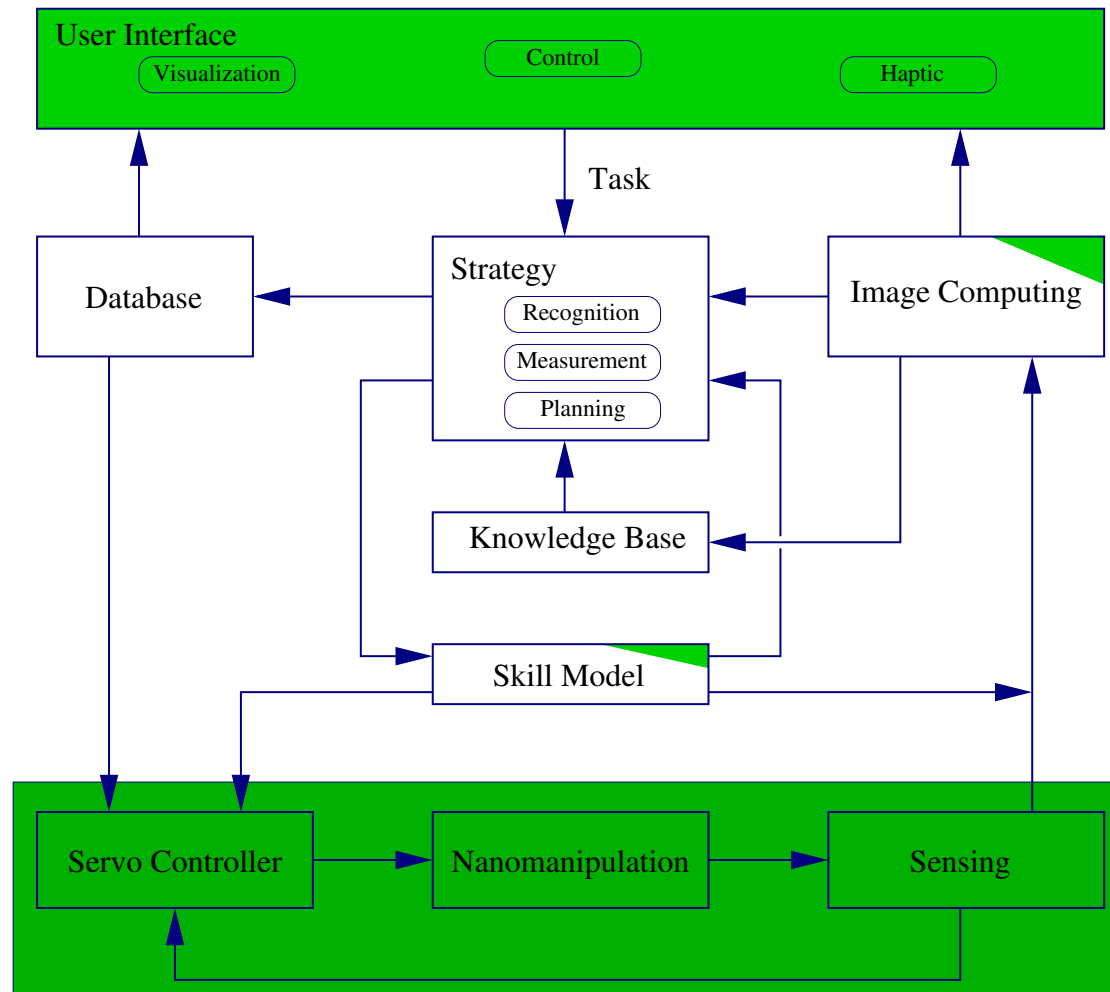 User Interface
Visualization
Control
Haptic
Task
Database
Strategy
Recognition
Measurement
Planning
Image Computing
Knowledge Base
Skill Model
Servo Controller
Nanomanipulation
Sensing